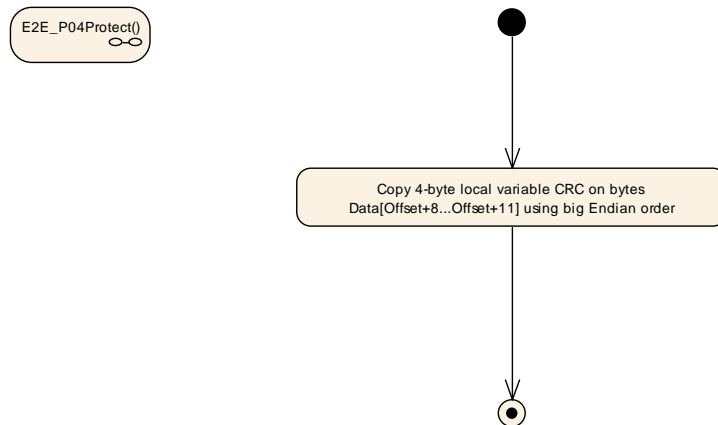 E2E_P04Protect()
Copy 4-byte local variable CRC on bytes
Data[Offset+8...Offset+11] using big Endian order